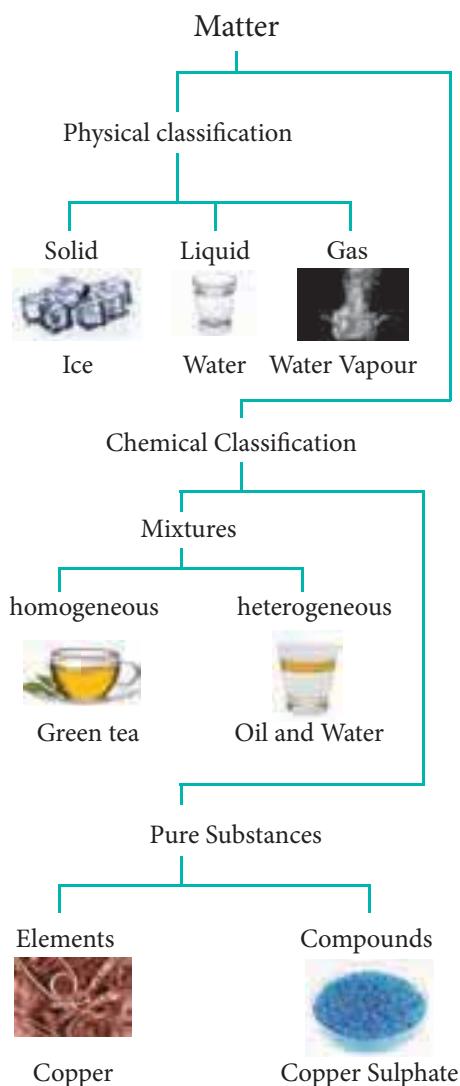 Matter
Physical classification
Solid Liquid Gas
Ice Water Water Vapour
Chemical Classification
Mixtures
homogeneous heterogeneous
Green tea Oil and Water
Pure Substances
Elements Compounds
Copper Copper Sulphate